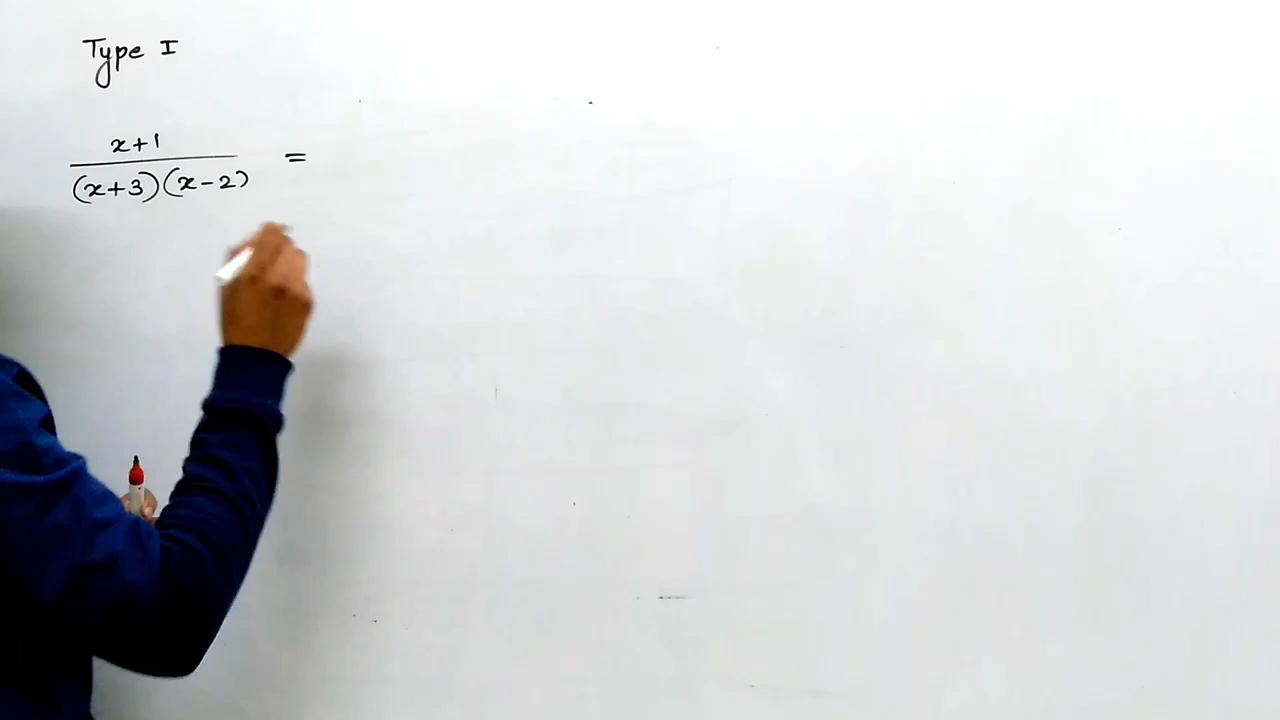 Type I
x+1
(x+3)(x-2) =